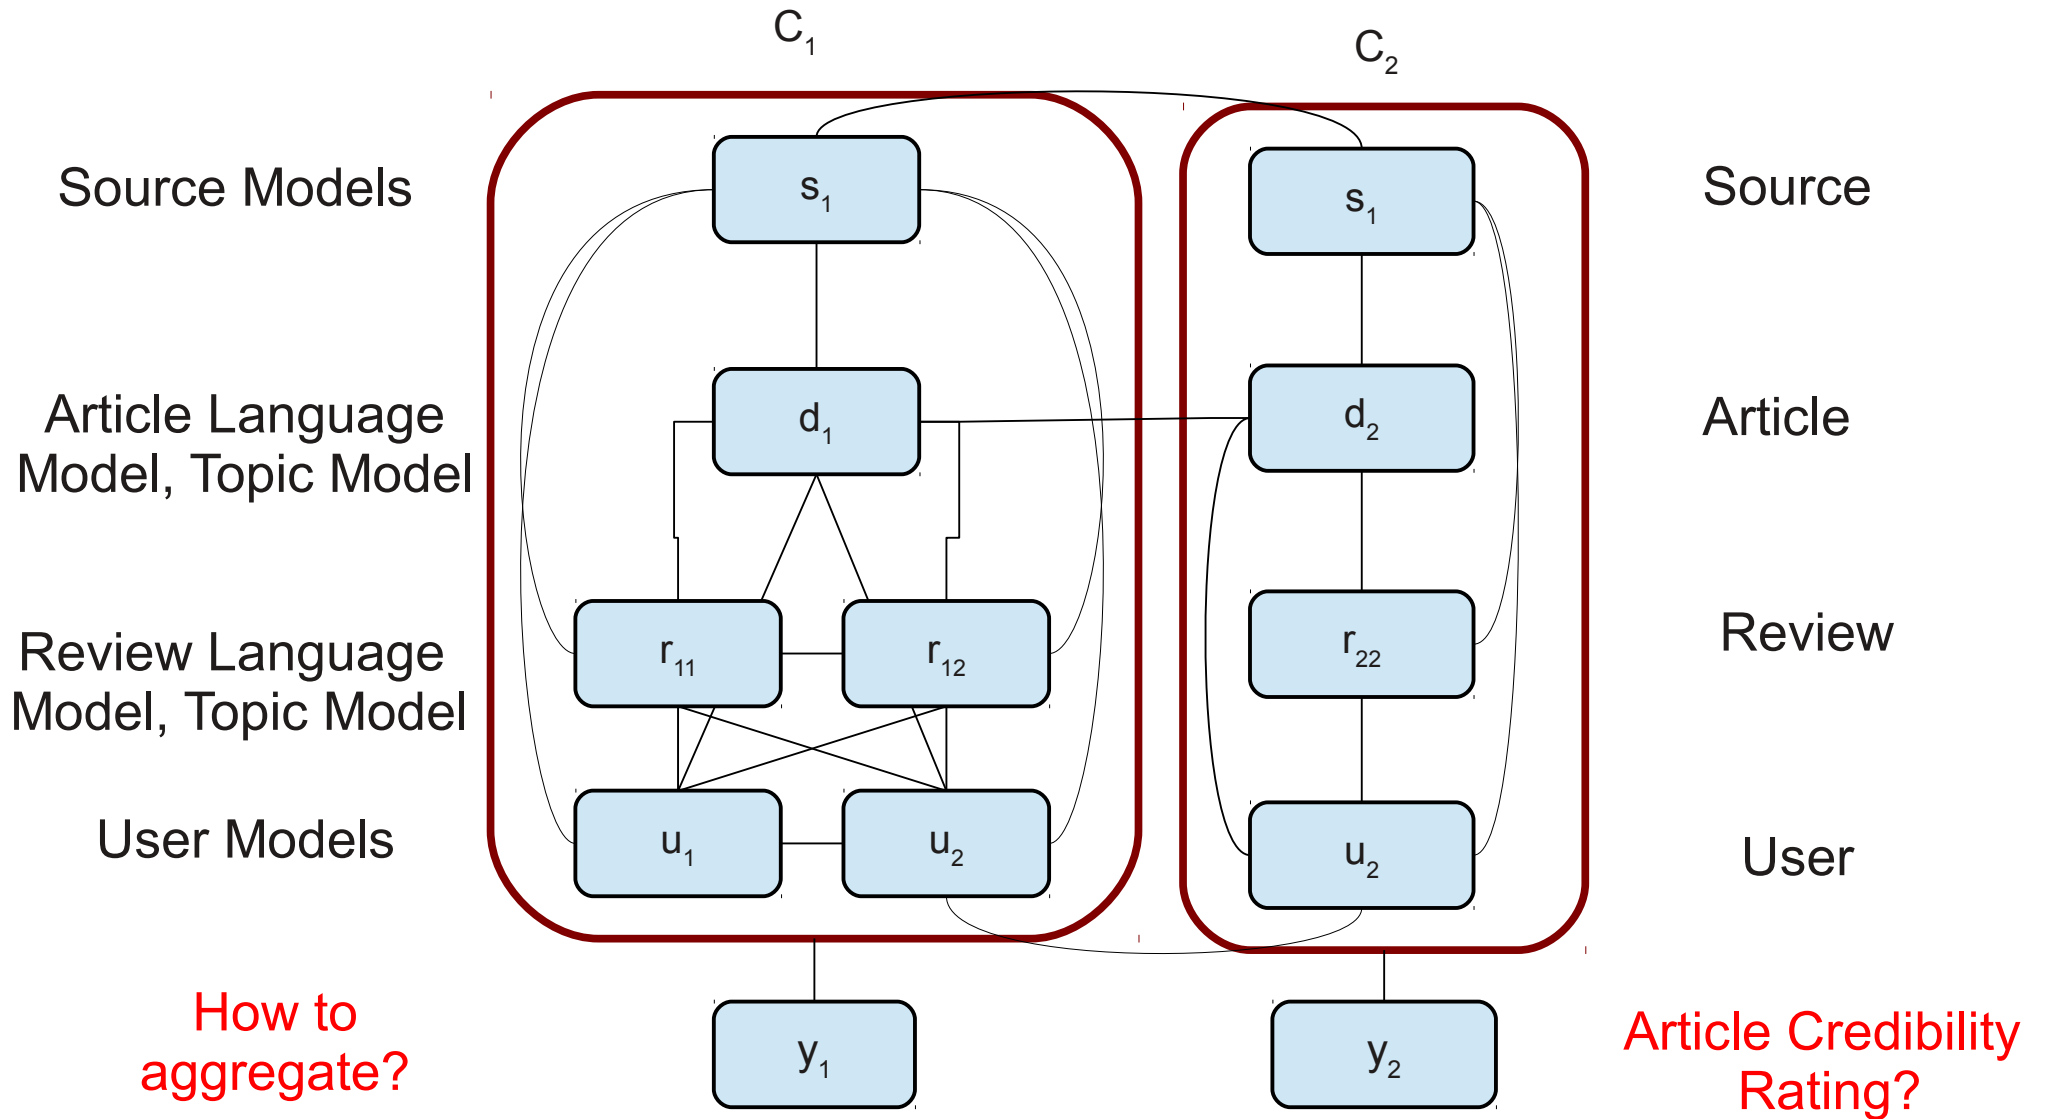 C₁
C₂
Source Models
s₁
s₁
Source
Article Language
Model, Topic Model
d₁
d₂
Article
Review Language
Model, Topic Model
r₁₁
r₁₂
r₂₂
Review
User Models
u₁
u₂
u₂
User
How to
aggregate?
y₁
y₂
Article Credibility
Rating?